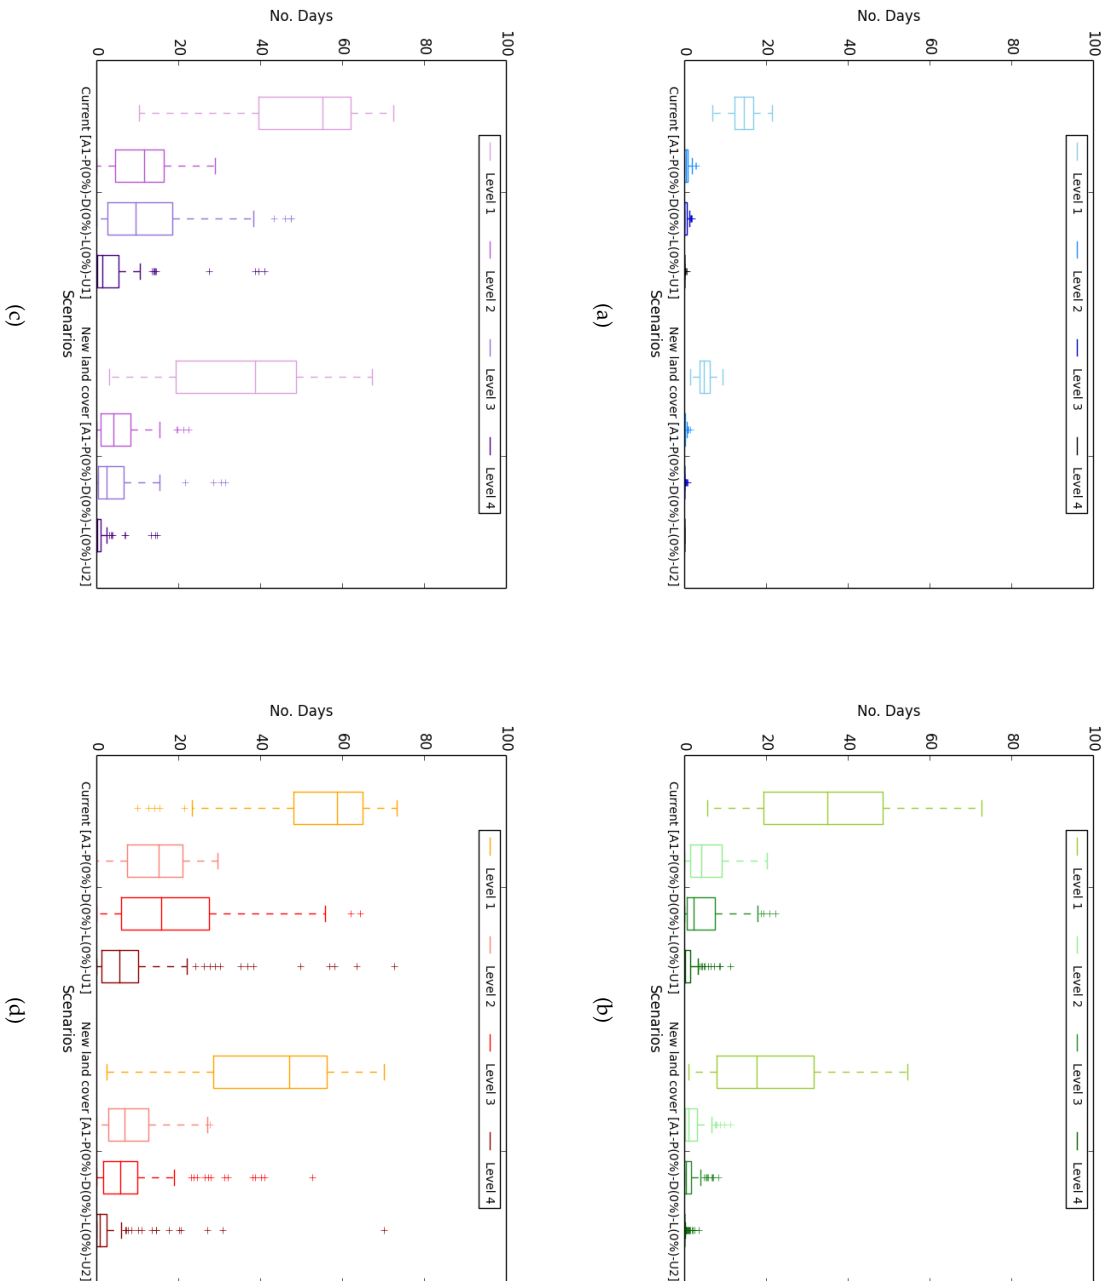 100
80
60
40
20
0
No. Days
Level 1
Level 2
Level 3
Level 4
Current [A1-P(0%)-D(0%)-L(0%)-U1]
New land cover [A1-P(0%)-D(0%)-L(0%)-U2]
Scenarios
(a)
100
80
60
40
20
0
No. Days
Level 1
Level 2
Level 3
Level 4
Current [A1-P(0%)-D(0%)-L(0%)-U1]
New land cover [A1-P(0%)-D(0%)-L(0%)-U2]
Scenarios
(b)
100
80
60
40
20
0
No. Days
Level 1
Level 2
Level 3
Level 4
Current [A1-P(0%)-D(0%)-L(0%)-U1]
New land cover [A1-P(0%)-D(0%)-L(0%)-U2]
Scenarios
(c)
100
80
60
40
20
0
No. Days
Level 1
Level 2
Level 3
Level 4
Current [A1-P(0%)-D(0%)-L(0%)-U1]
New land cover [A1-P(0%)-D(0%)-L(0%)-U2]
Scenarios
(d)